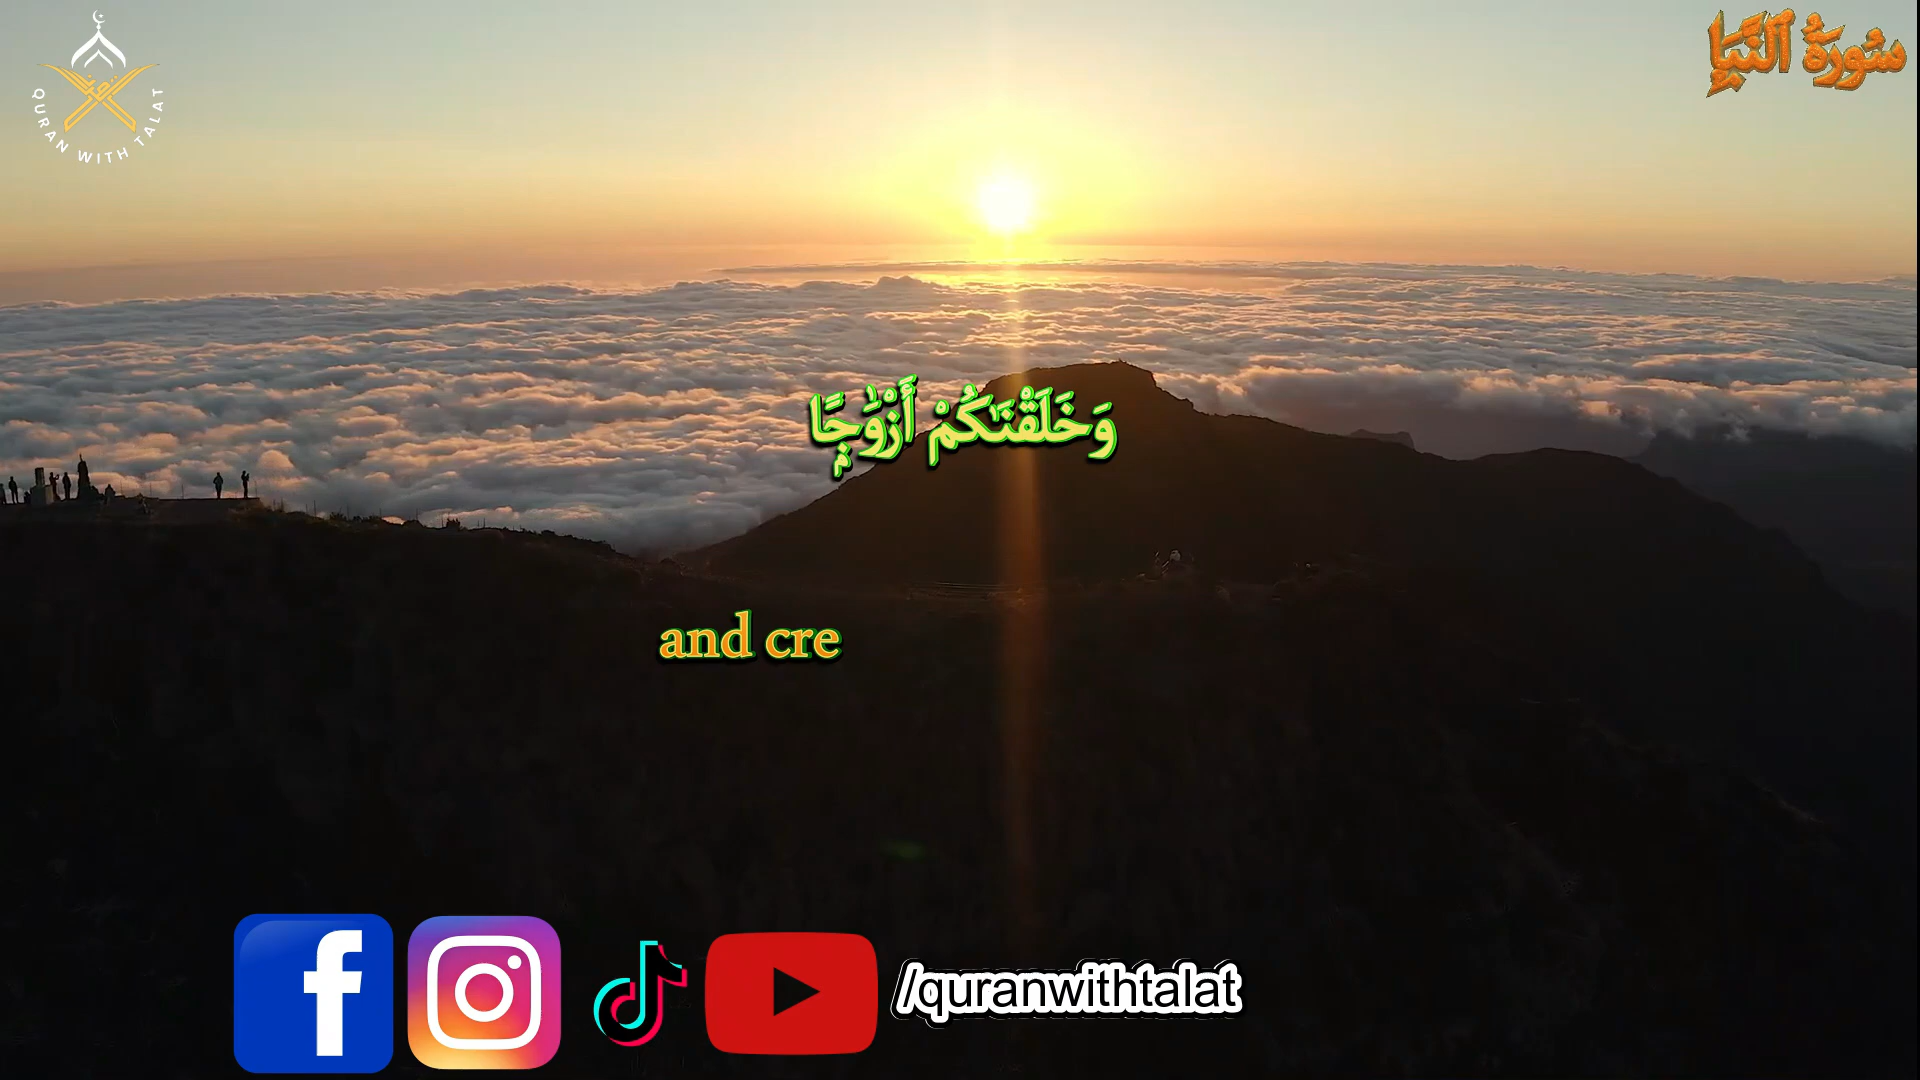 QURAN WITH TALAT
سُورَةُ ٱلنَّبَإِ
وَخَلَقْنَٰكُمْ أَزْوَٰجًۭا
and cre
/quranwithtalat